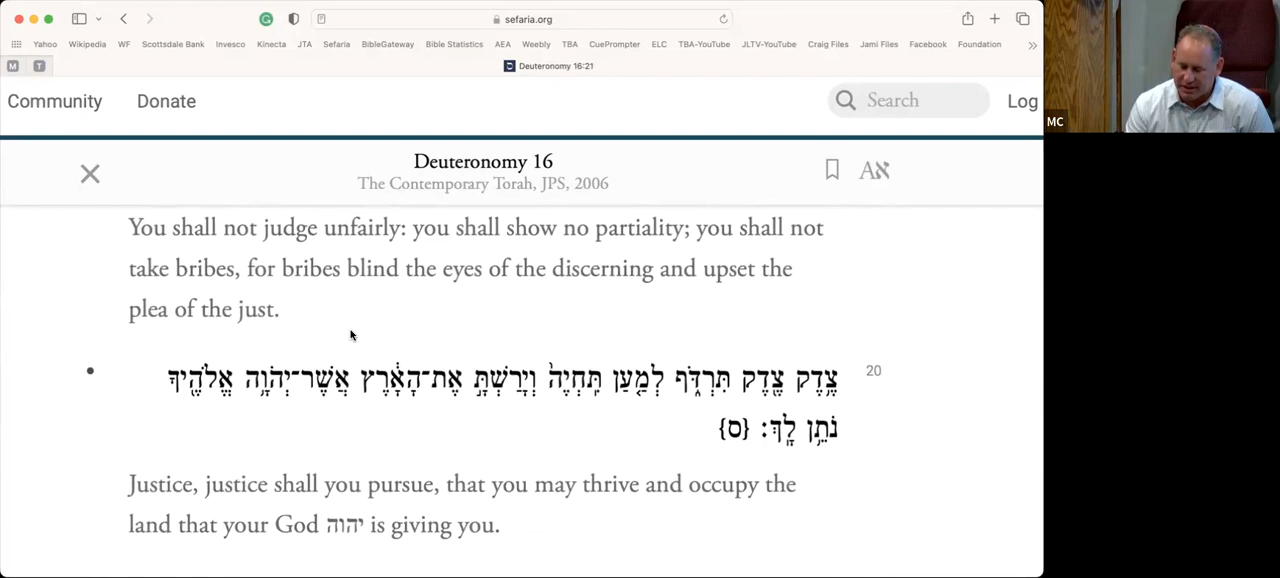 sefaria.org
Yahoo Wikipedia WF Scottsdale Bank Invesco Kinecta JTA Sefaria BibleGateway Bible Statistics AEA Weebly TBA CuePrompter ELC TBA-YouTube JLTV-YouTube Craig Files Jami Files Facebook Foundation
M T Deuteronomy 16:21
Community Donate Search Log
MC
Deuteronomy 16
The Contemporary Torah, JPS, 2006
You shall not judge unfairly: you shall show no partiality; you shall not
take bribes, for bribes blind the eyes of the discerning and upset the
plea of the just.
20 צֶ֥דֶק צֶ֖דֶק תִּרְדֹּ֑ף לְמַ֤עַן תִּֽחְיֶה֙ וְיָרַשְׁתָּ֣ אֶת־הָאָ֔רֶץ אֲשֶׁר־יְהֹוָ֥ה אֱלֹהֶ֖יךָ
נֹתֵ֥ן לָֽךְ׃ {ס}
Justice, justice shall you pursue, that you may thrive and occupy the
land that your God יהוה is giving you.